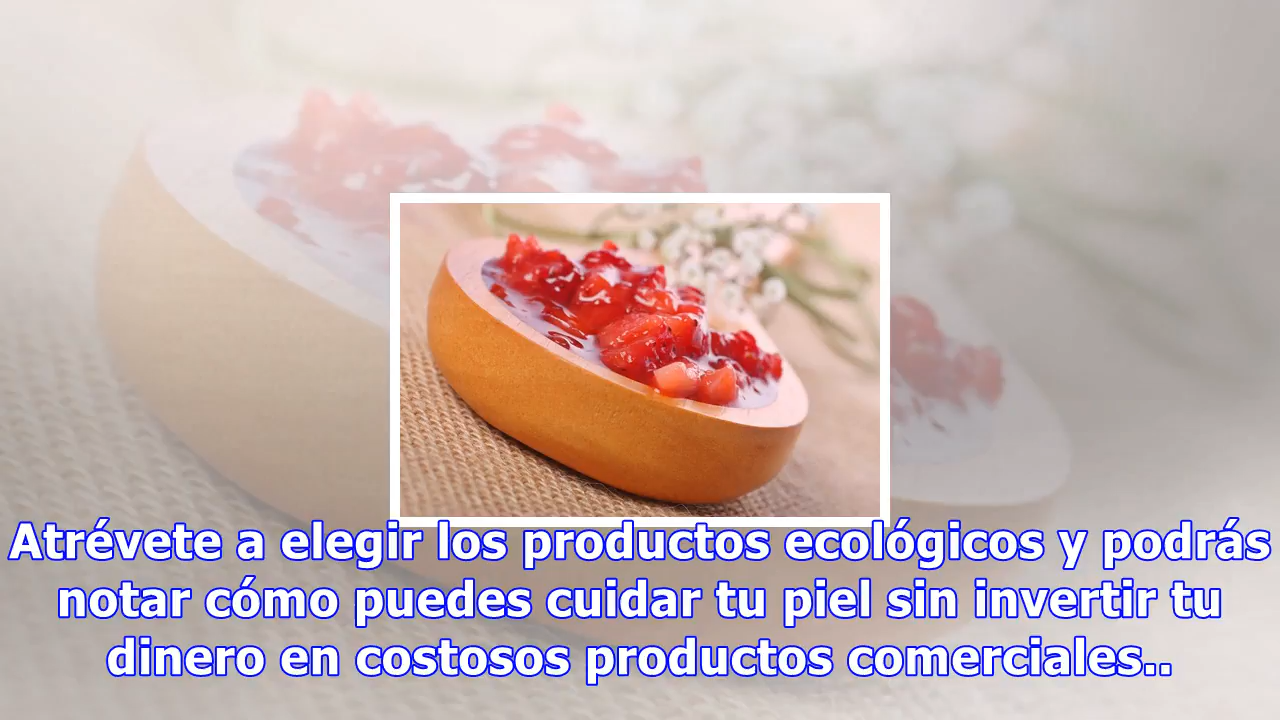 Atrévete a elegir los productos ecológicos y podrás
notar cómo puedes cuidar tu piel sin invertir tu
dinero en costosos productos comerciales..